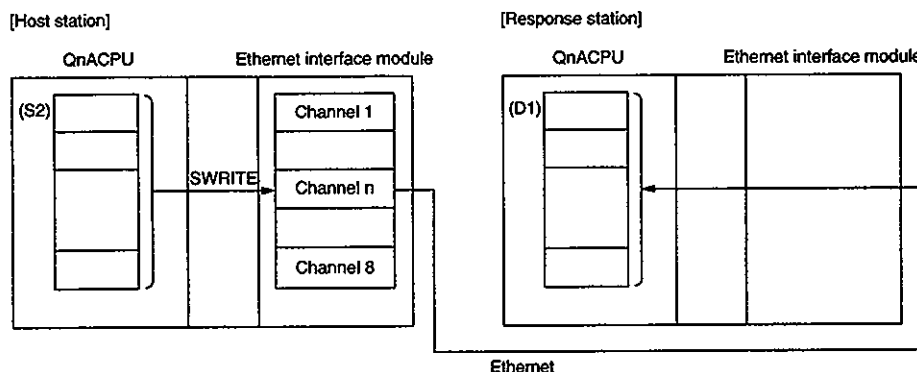 [Host station]
QnACPU
Ethernet interface module
(S2)
Channel 1
SWRITE
Channel n
Channel 8
[Response station]
QnACPU
Ethernet interface module
(D1)
Ethernet